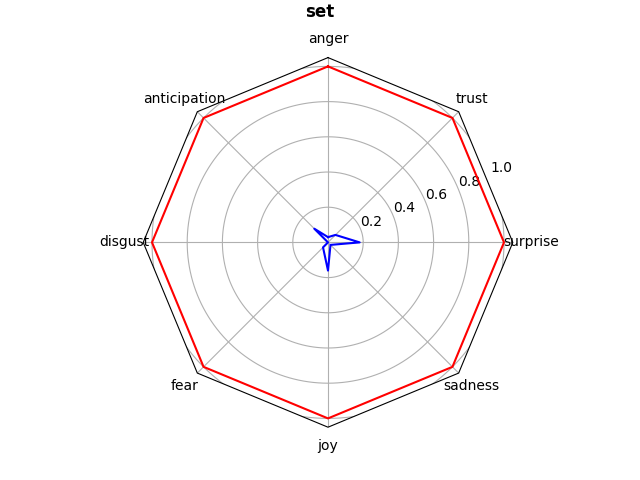 set
anger
anticipation
trust
1.0
0.8
0.6
0.4
0.2
disgust
surprise
fear
sadness
joy